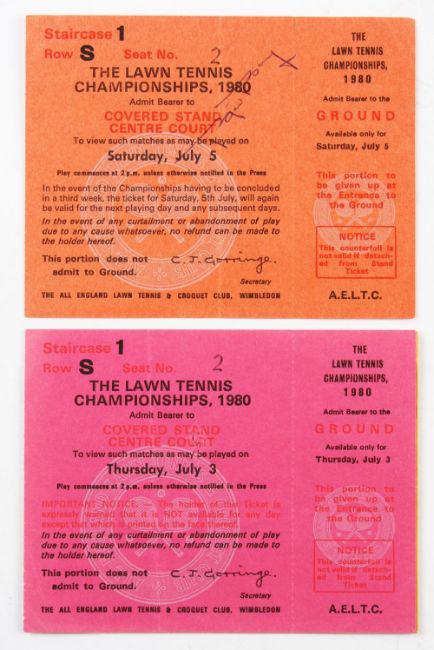 Staircase 1
Row S Seat No. 2
THE LAWN TENNIS
CHAMPIONSHIPS, 1980
Admit Bearer to
COVERED STAND
CENTRE COURT
To view such matches as may be played on
Saturday, July 5
Play commences at 2 p.m. unless otherwise notified in the Press
In the event of the Championships having to be concluded
in a third week, the ticket for Saturday, 5th July, will again
be valid for the next playing day and any subsequent days.
In the event of any curtailment or abandonment of play
due to any cause whatsoever, no refund can be made to
the holder hereof.
This portion does not
admit to Ground.
C. J. Gorringe.
Secretary
THE ALL ENGLAND LAWN TENNIS & CROQUET CLUB, WIMBLEDON
THE
LAWN TENNIS
CHAMPIONSHIPS,
1980
Admit Bearer to the
GROUND
Available only for
Saturday, July 5
This portion to
be given up at
the Entrance to
the Ground
NOTICE
This counterfoil is
not valid if detach-
ed from Stand
Ticket
A.E.L.T.C.
Staircase 1
Row S Seat No. 2
THE LAWN TENNIS
CHAMPIONSHIPS, 1980
Admit Bearer to
COVERED STAND
CENTRE COURT
To view such matches as may be played on
Thursday, July 3
Play commences at 2 p.m. unless otherwise notified in the Press
IMPORTANT NOTICE. The holder of that Ticket is
expressly warned that it is NOT available for any day
except that which is printed on the face thereof.
In the event of any curtailment or abandonment of play
due to any cause whatsoever, no refund can be made to
the holder hereof.
This portion does not
admit to Ground.
C. J. Gorringe.
Secretary
THE ALL ENGLAND LAWN TENNIS & CROQUET CLUB, WIMBLEDON
THE
LAWN TENNIS
CHAMPIONSHIPS,
1980
Admit Bearer to the
GROUND
Available only for
Thursday, July 3
This portion to
be given up at
the Entrance to
the Ground
NOTICE
This counterfoil is
not valid if detach-
ed from Stand
Ticket
A.E.L.T.C.